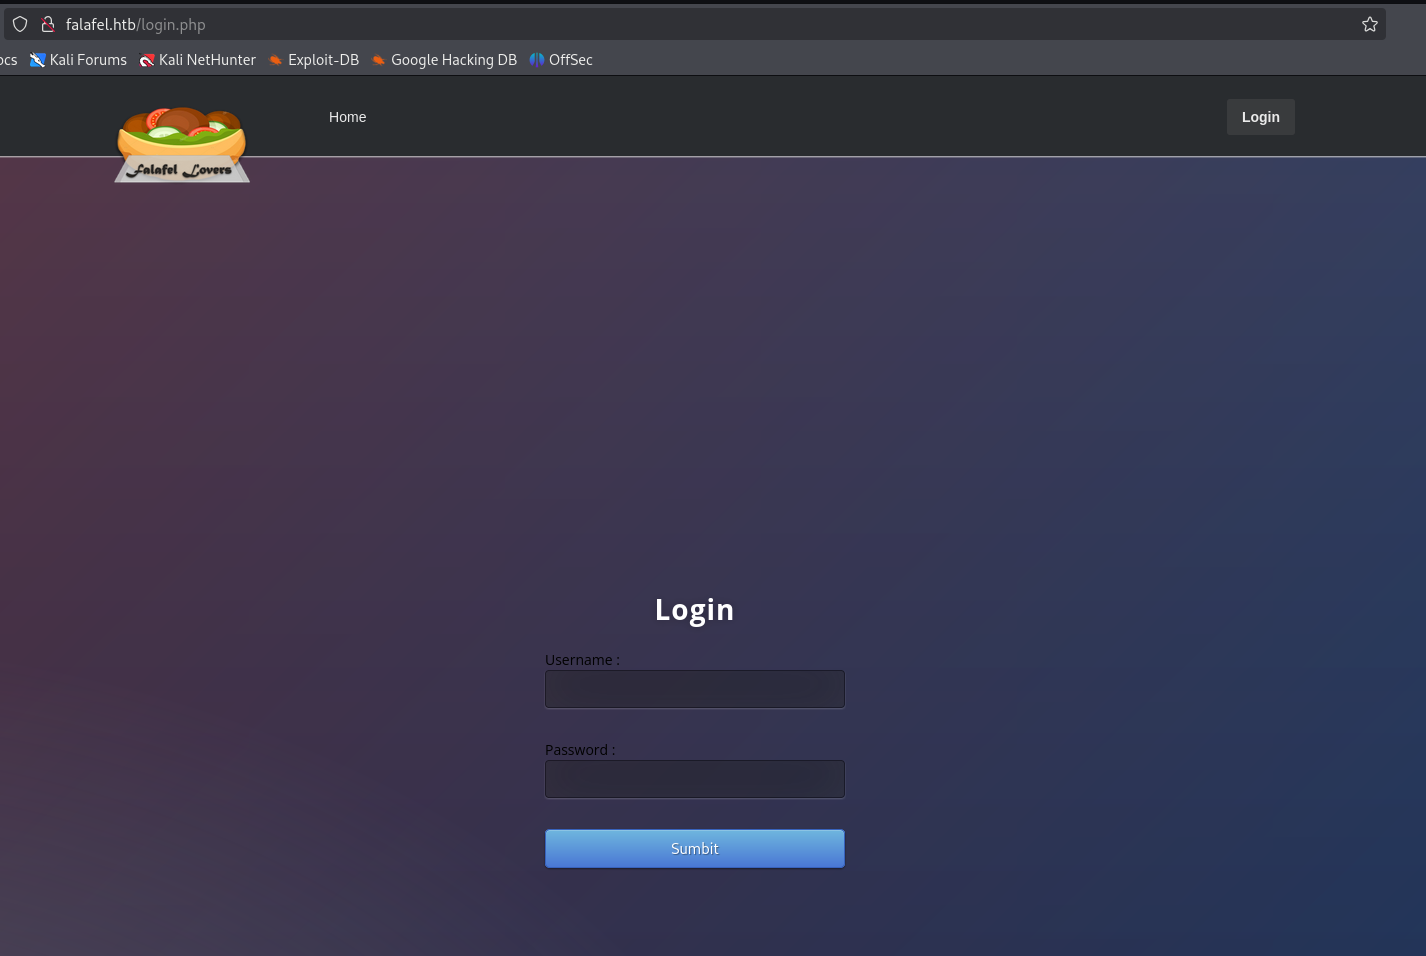 falafel.htb/login.php
ocs Kali Forums Kali NetHunter Exploit-DB Google Hacking DB OffSec
Home Login
Falafel Lovers
Login
Username :
Password :
Sumbit